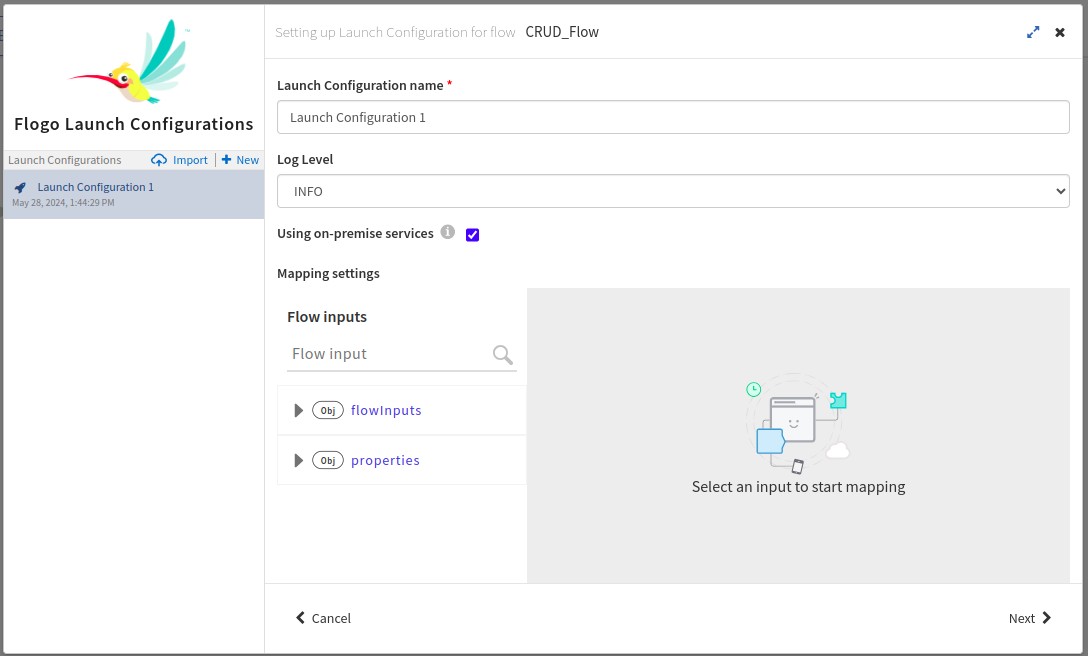 Flogo Launch Configurations
Launch Configurations Import + New
Launch Configuration 1
May 28, 2024, 1:44:29 PM
Setting up Launch Configuration for flow CRUD_Flow
Launch Configuration name *
Launch Configuration 1
Log Level
INFO
Using on-premise services
Mapping settings
Flow inputs
Flow input
Obj flowInputs
Obj properties
Select an input to start mapping
Cancel
Next